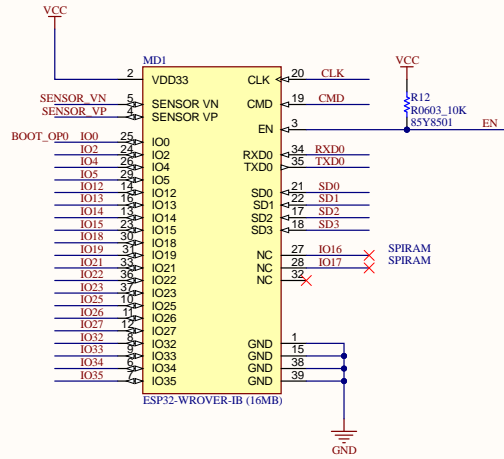 VCC
MD1
VCC
2 VDD33 CLK 20 CLK
R12
R0603_10K
85Y8501
SENSOR_VN 5 SENSOR VN CMD 19 CMD
SENSOR_VP 4 SENSOR VP
EN 3 EN
BOOT_OP0 IO0 25 IO0
IO2 24 IO2 RXD0 34 RXD0
IO4 26 IO4 TXD0 35 TXD0
IO5 29 IO5
IO12 14 IO12 SD0 21 SD0
IO13 16 IO13 SD1 22 SD1
IO14 13 IO14 SD2 17 SD2
IO15 23 IO15 SD3 18 SD3
IO18 30 IO18
IO19 31 IO19 NC 27 IO16 SPIRAM
IO21 33 IO21 NC 28 IO17 SPIRAM
IO22 36 IO22 NC 32
IO23 37 IO23
IO25 10 IO25
IO26 11 IO26
IO27 12 IO27
IO32 8 IO32 GND 1
IO33 9 IO33 GND 15
IO34 6 IO34 GND 38
IO35 7 IO35 GND 39
ESP32-WROVER-IB (16MB)
GND